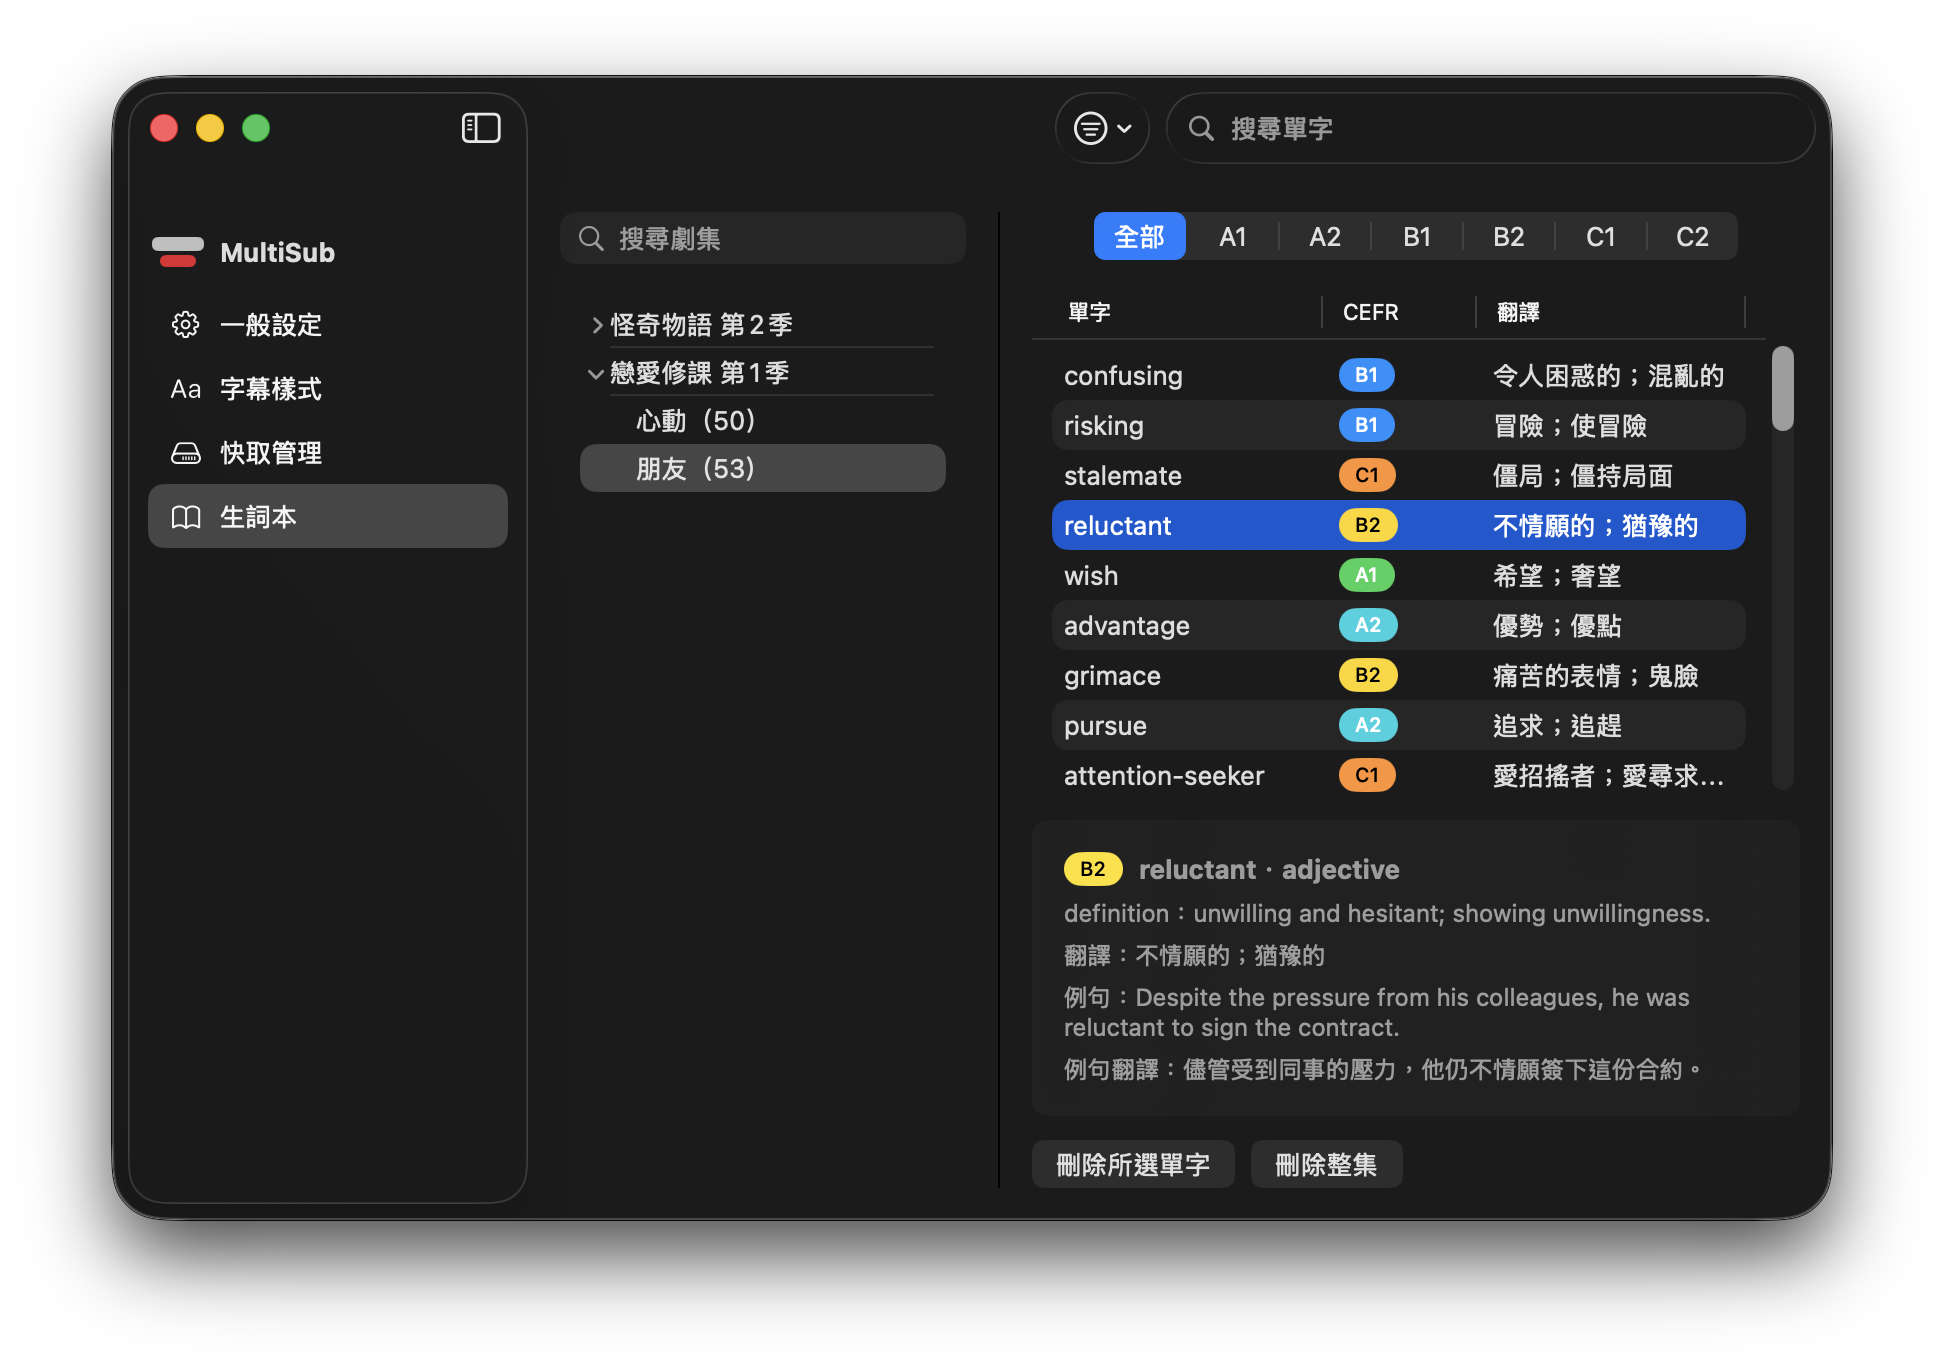 搜尋單字
MultiSub
一般設定
Aa 字幕樣式
快取管理
生詞本
搜尋劇集
怪奇物語 第2季
戀愛修課 第1季
心動（50）
朋友（53）
全部 A1 A2 B1 B2 C1 C2
單字 CEFR 翻譯
confusing B1 令人困惑的；混亂的
risking B1 冒險；使冒險
stalemate C1 僵局；僵持局面
reluctant B2 不情願的；猶豫的
wish A1 希望；奢望
advantage A2 優勢；優點
grimace B2 痛苦的表情；鬼臉
pursue A2 追求；追趕
attention-seeker C1 愛招搖者；愛尋求…
B2 reluctant · adjective
definition：unwilling and hesitant; showing unwillingness.
翻譯：不情願的；猶豫的
例句：Despite the pressure from his colleagues, he was
reluctant to sign the contract.
例句翻譯：儘管受到同事的壓力，他仍不情願簽下這份合約。
刪除所選單字 刪除整集